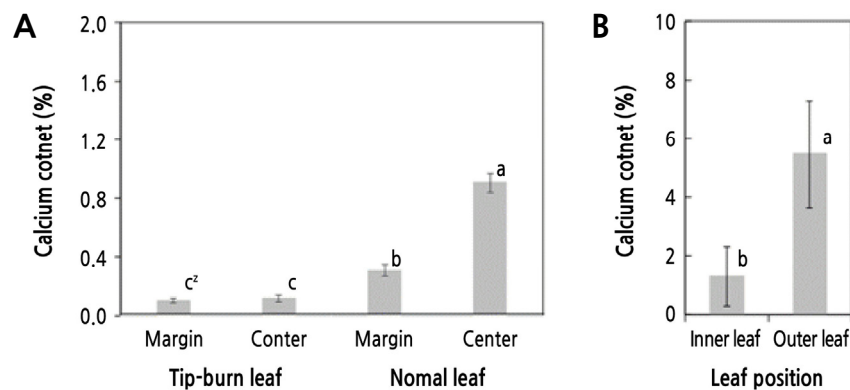 A
Calcium cotnet (%)
2.0
1.6
1.2
0.8
0.4
0.0
cᶻ
c
b
a
Margin Conter Margin Center
Tip-burn leaf Nomal leaf
B
Calcium cotnet (%)
10
8
6
4
2
0
b
a
Inner leaf Outer leaf
Leaf position